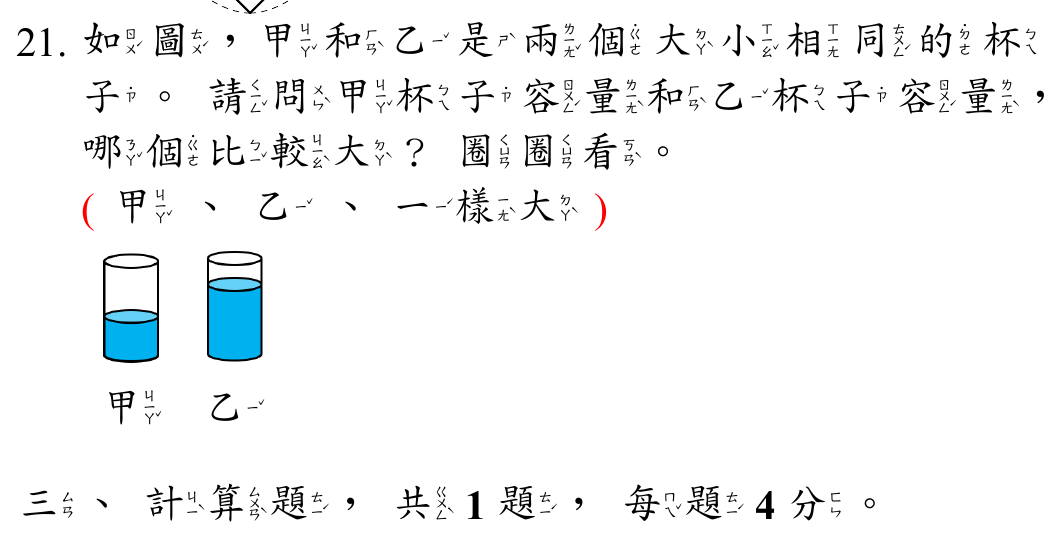 21. 如圖，甲和乙是兩個大小相同的杯
子。請問甲杯子容量和乙杯子容量，
哪個比較大？圈圈看。
( 甲、乙、一樣大 )
甲 乙
三、計算題，共 1 題，每題 4 分。